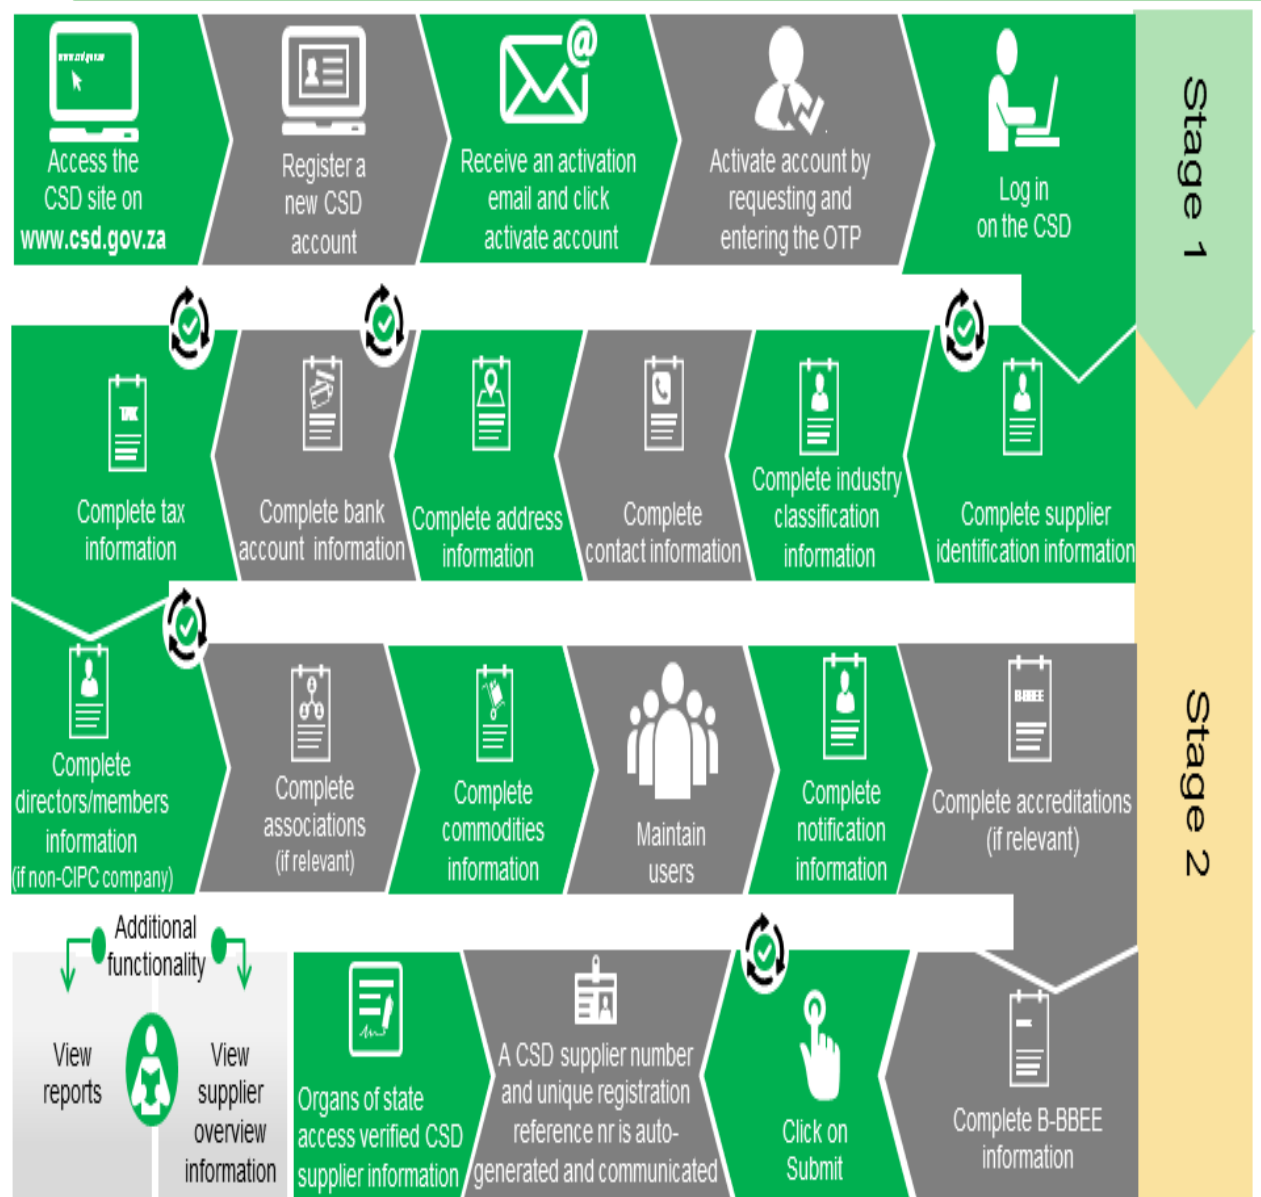 www.csd.gov.za
Access the
CSD site on
www.csd.gov.za
Register a
new CSD
account
@
Receive an activation
email and click
activate account
Activate account by
requesting and
entering the OTP
Log in
on the CSD
Stage 1
Complete supplier
identification information
Complete industry
classification
information
Complete
contact information
Complete address
information
Complete bank
account information
TAX
Complete tax
information
Complete
directors/members
information
(if non-CIPC company)
Complete
associations
(if relevant)
Complete
commodities
information
Maintain
users
Complete
notification
information
B-BBEE
Complete accreditations
(if relevant)
Stage 2
Complete B-BBEE
information
Click on
Submit
A CSD supplier number
and unique registration
reference nr is auto-
generated and communicated
Organs of state
access verified CSD
supplier information
Additional
functionality
View
reports
View
supplier
overview
information